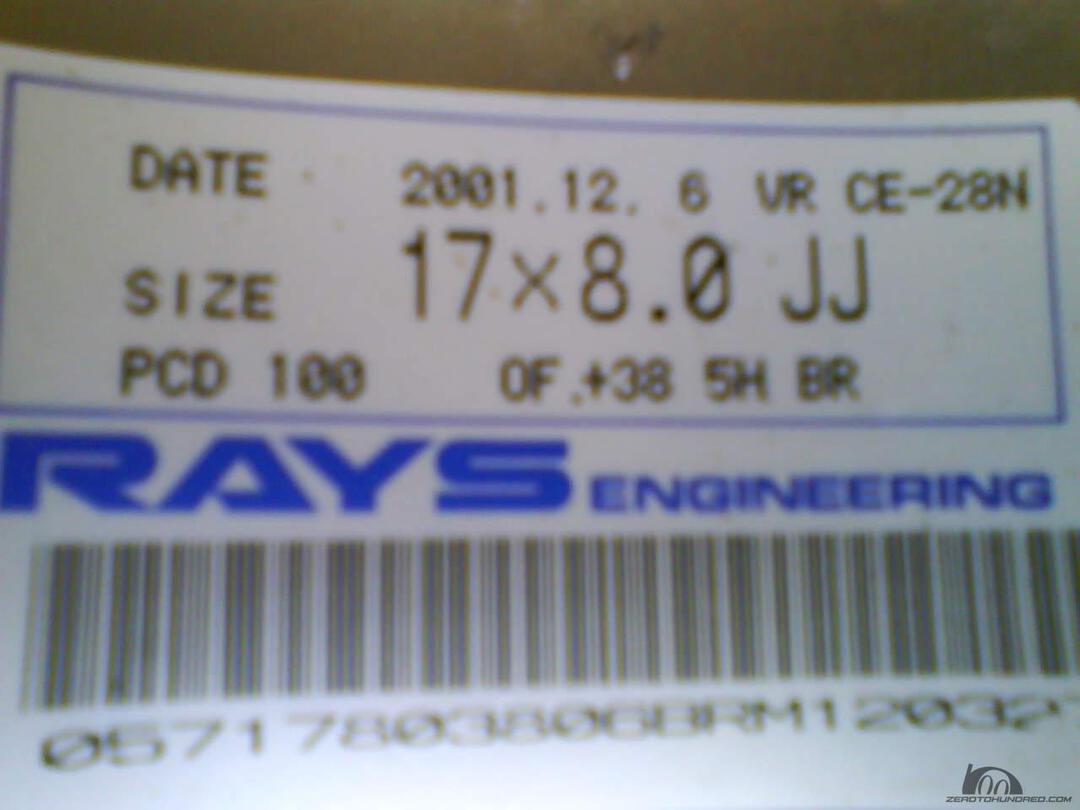 DATE 2001.12. 6 VR CE-28N
SIZE 17×8.0 JJ
PCD 100 OF.+38 5H BR
RAYS ENGINEERING
ZEROTOHUNDRED.COM